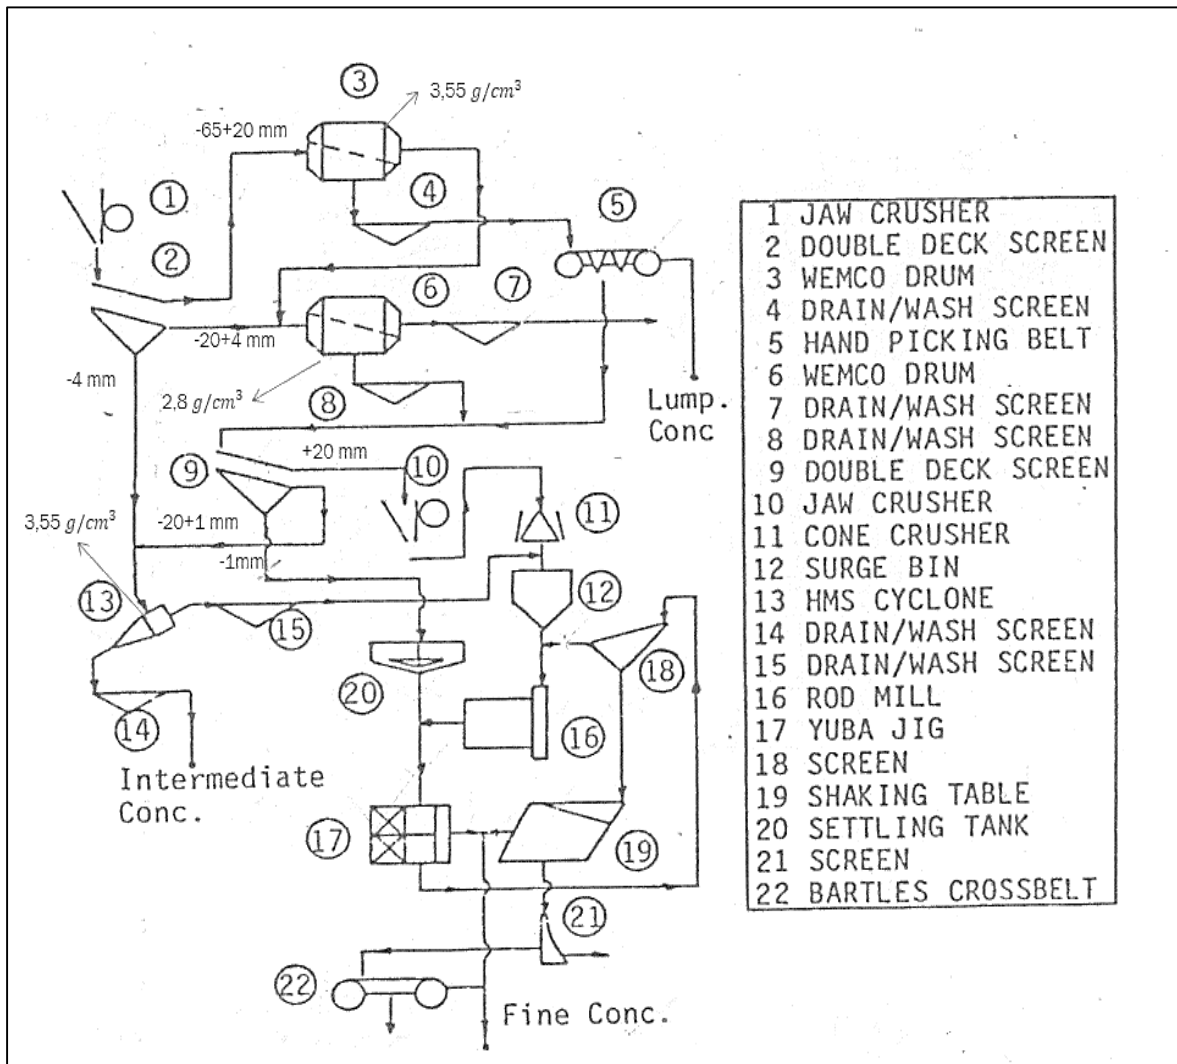 3
3,55 g/cm³
-65+20 mm
1
4
5
2
6
7
-20+4 mm
-4 mm
2,8 g/cm³
8
Lump.
Conc
+20 mm
9
10
3,55 g/cm³
-20+1 mm
11
-1mm
13
12
15
18
20
14
16
Intermediate
Conc.
17
19
21
22
Fine Conc.
1 JAW CRUSHER
2 DOUBLE DECK SCREEN
3 WEMCO DRUM
4 DRAIN/WASH SCREEN
5 HAND PICKING BELT
6 WEMCO DRUM
7 DRAIN/WASH SCREEN
8 DRAIN/WASH SCREEN
9 DOUBLE DECK SCREEN
10 JAW CRUSHER
11 CONE CRUSHER
12 SURGE BIN
13 HMS CYCLONE
14 DRAIN/WASH SCREEN
15 DRAIN/WASH SCREEN
16 ROD MILL
17 YUBA JIG
18 SCREEN
19 SHAKING TABLE
20 SETTLING TANK
21 SCREEN
22 BARTLES CROSSBELT